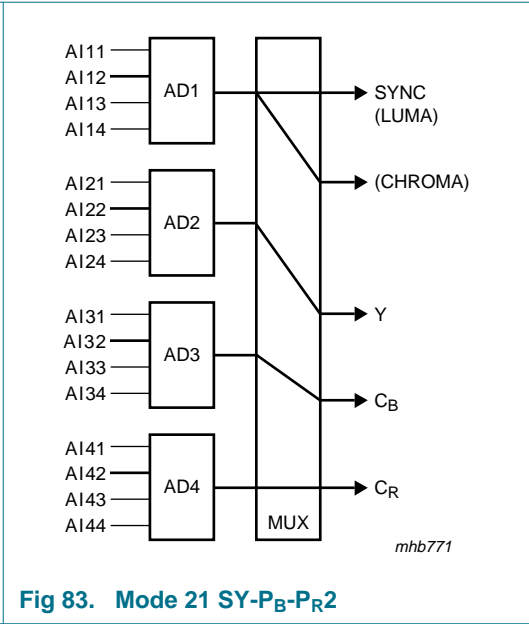 AI11
AI12
AI13
AI14
AD1
SYNC
(LUMA)
(CHROMA)
AI21
AI22
AI23
AI24
AD2
Y
AI31
AI32
AI33
AI34
AD3
CB
AI41
AI42
AI43
AI44
AD4
CR
MUX
mhb771
Fig 83. Mode 21 SY-PB-PR2